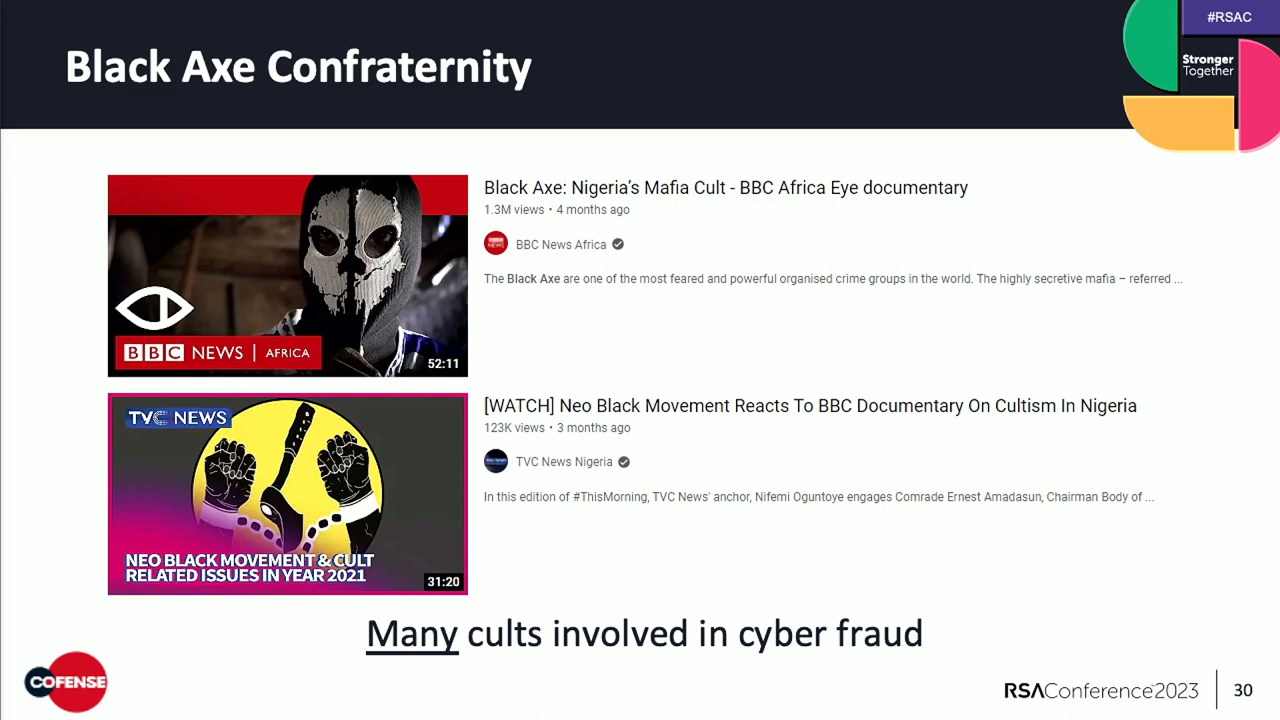 #RSAC
Black Axe Confraternity
Stronger
Together
Black Axe: Nigeria's Mafia Cult - BBC Africa Eye documentary
1.3M views • 4 months ago
BBC News Africa
The Black Axe are one of the most feared and powerful organised crime groups in the world. The highly secretive mafia – referred ...
BBC NEWS | AFRICA
52:11
[WATCH] Neo Black Movement Reacts To BBC Documentary On Cultism In Nigeria
123K views • 3 months ago
TVC News Nigeria
In this edition of #ThisMorning, TVC News' anchor, Nifemi Oguntoye engages Comrade Ernest Amadasun, Chairman Body of ...
TVC NEWS
NEO BLACK MOVEMENT & CULT
RELATED ISSUES IN YEAR 2021
31:20
Many cults involved in cyber fraud
COFENSE
RSAConference™2023
30